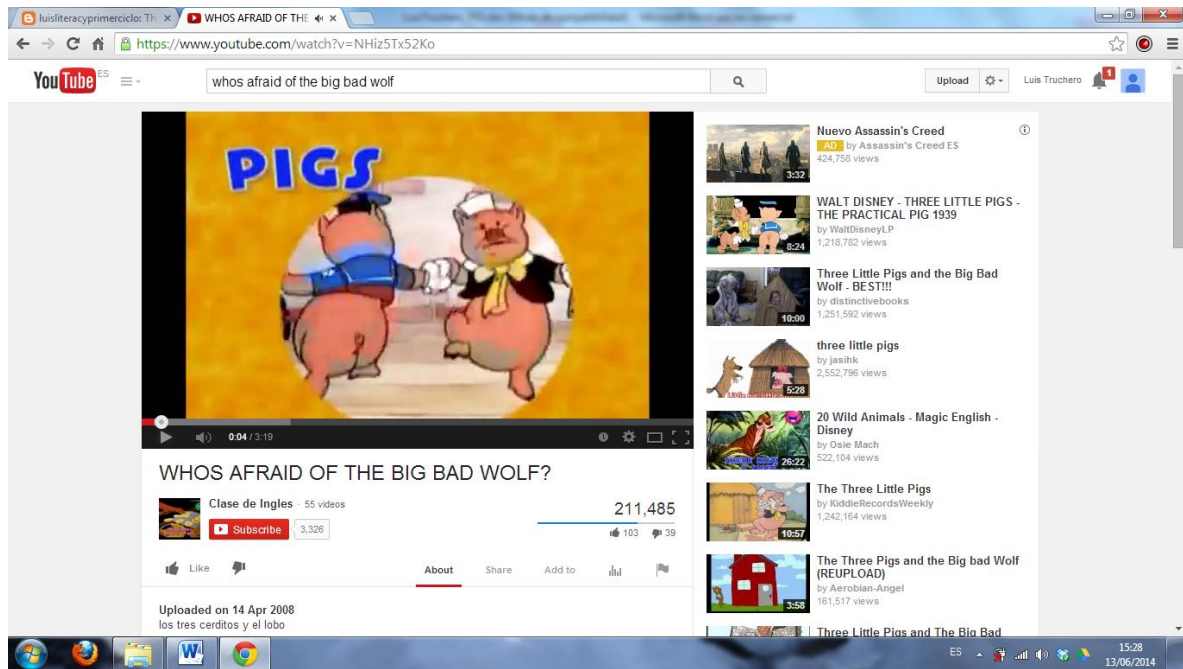 luisliteracyprimerciclo: Th
WHOS AFRAID OF THE
https://www.youtube.com/watch?v=NHiz5Tx52Ko
YouTube ES
whos afraid of the big bad wolf
Upload
Luis Truchero
1
PIGS
0:04 / 3:19
WHOS AFRAID OF THE BIG BAD WOLF?
Clase de Ingles · 55 videos
Subscribe 3,326
211,485
103 39
Like
About Share Add to
Uploaded on 14 Apr 2008
los tres cerditos y el lobo
Nuevo Assassin's Creed
AD by Assassin's Creed ES
424,758 views
3:32
WALT DISNEY - THREE LITTLE PIGS -
THE PRACTICAL PIG 1939
by WaltDisneyLP
1,218,782 views
8:24
Three Little Pigs and the Big Bad
Wolf - BEST!!!
by distinctivebooks
1,251,592 views
10:00
three little pigs
by jasihk
2,552,796 views
5:28
20 Wild Animals - Magic English -
Disney
by Osie Mach
522,104 views
26:22
The Three Little Pigs
by KiddieRecordsWeekly
1,242,164 views
10:57
The Three Pigs and the Big bad Wolf
(REUPLOAD)
by Aerobian-Angel
161,517 views
3:58
Three Little Pigs and The Big Bad
ES
15:28
13/06/2014